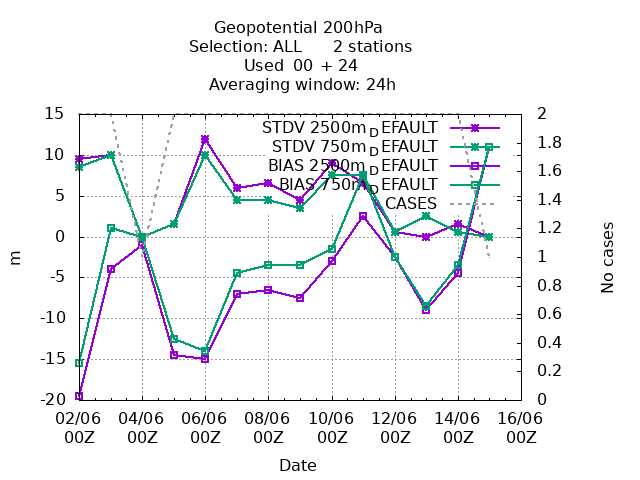 Geopotential 200hPa
Selection: ALL 2 stations
Used 00 + 24
Averaging window: 24h
STDV 2500m_DEFAULT
STDV 750m_DEFAULT
BIAS 2500m_DEFAULT
BIAS 750m_DEFAULT
CASES
15
10
5
0
-5
-10
-15
-20
m
2
1.8
1.6
1.4
1.2
1
0.8
0.6
0.4
0.2
0
No cases
02/06 04/06 06/06 08/06 10/06 12/06 14/06 16/06
00Z 00Z 00Z 00Z 00Z 00Z 00Z 00Z
Date